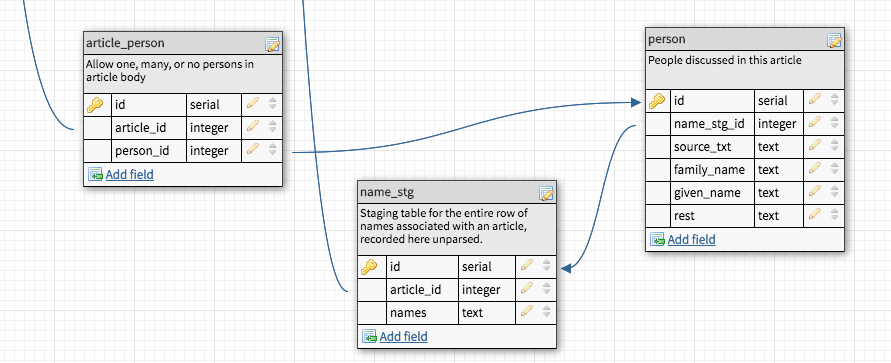 article_person
Allow one, many, or no persons in
article body
id serial
article_id integer
person_id integer
Add field
name_stg
Staging table for the entire row of
names associated with an article,
recorded here unparsed.
id serial
article_id integer
names text
Add field
person
People discussed in this article
id serial
name_stg_id integer
source_txt text
family_name text
given_name text
rest text
Add field